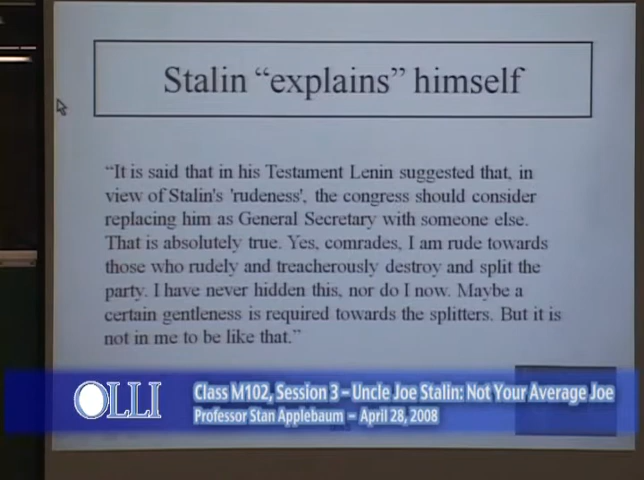 Stalin “explains” himself
“It is said that in his Testament Lenin suggested that, in
view of Stalin's 'rudeness', the congress should consider
replacing him as General Secretary with someone else.
That is absolutely true. Yes, comrades, I am rude towards
those who rudely and treacherously destroy and split the
party. I have never hidden this, nor do I now. Maybe a
certain gentleness is required towards the splitters. But it is
not in me to be like that.”
OLLI
Class M102, Session 3 – Uncle Joe Stalin: Not Your Average Joe
Professor Stan Applebaum – April 28, 2008